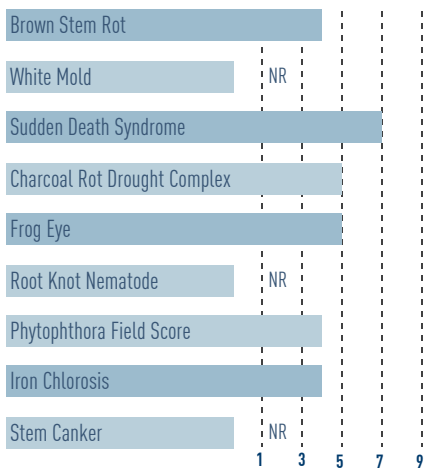 Brown Stem Rot
White Mold NR
Sudden Death Syndrome
Charcoal Rot Drought Complex
Frog Eye
Root Knot Nematode NR
Phytophthora Field Score
Iron Chlorosis
Stem Canker NR
1 3 5 7 9